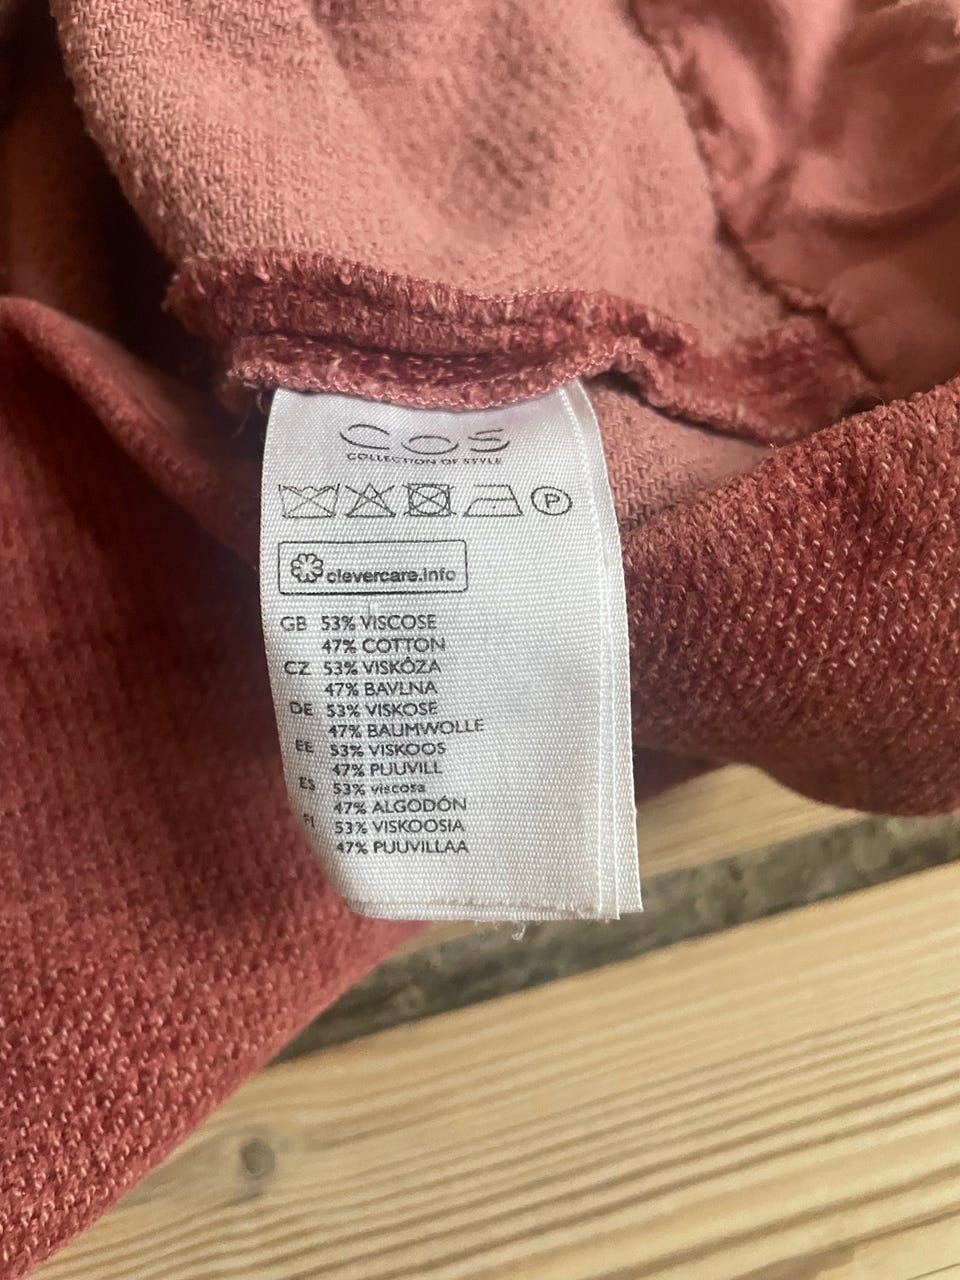 COS
COLLECTION OF STYLE
P
clevercare.info
GB 53% VISCOSE
47% COTTON
CZ 53% VISKÓZA
47% BAVLNA
DE 53% VISKOSE
47% BAUMWOLLE
EE 53% VISKOOS
47% PUUVILL
ES 53% viscosa
47% ALGODÓN
FI 53% VISKOOSIA
47% PUUVILLAA